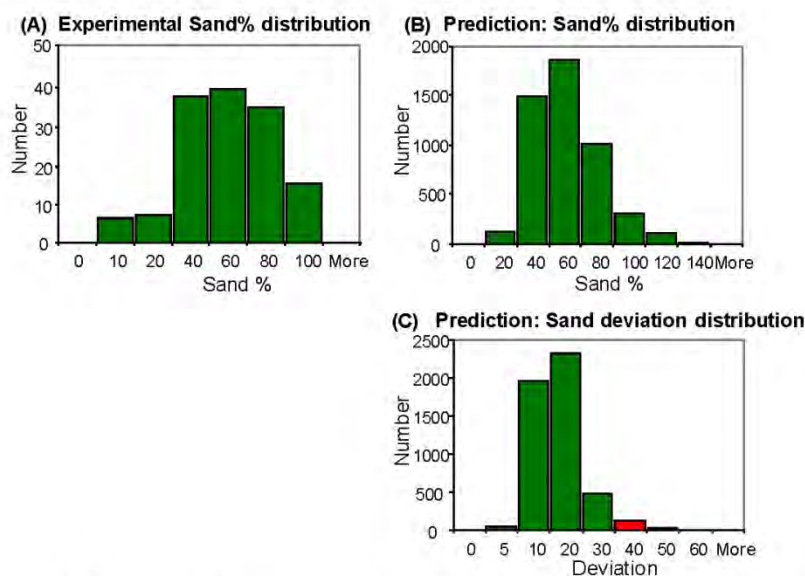 (A) Experimental Sand% distribution
50
40
30
20
10
0
Number
0 10 20 40 60 80 100 More
Sand %
(B) Prediction: Sand% distribution
2000
1500
1000
500
0
Number
0 20 40 60 80 100 120 140 More
Sand %
(C) Prediction: Sand deviation distribution
2500
2000
1500
1000
500
0
Number
0 5 10 20 30 40 50 60 More
Deviation